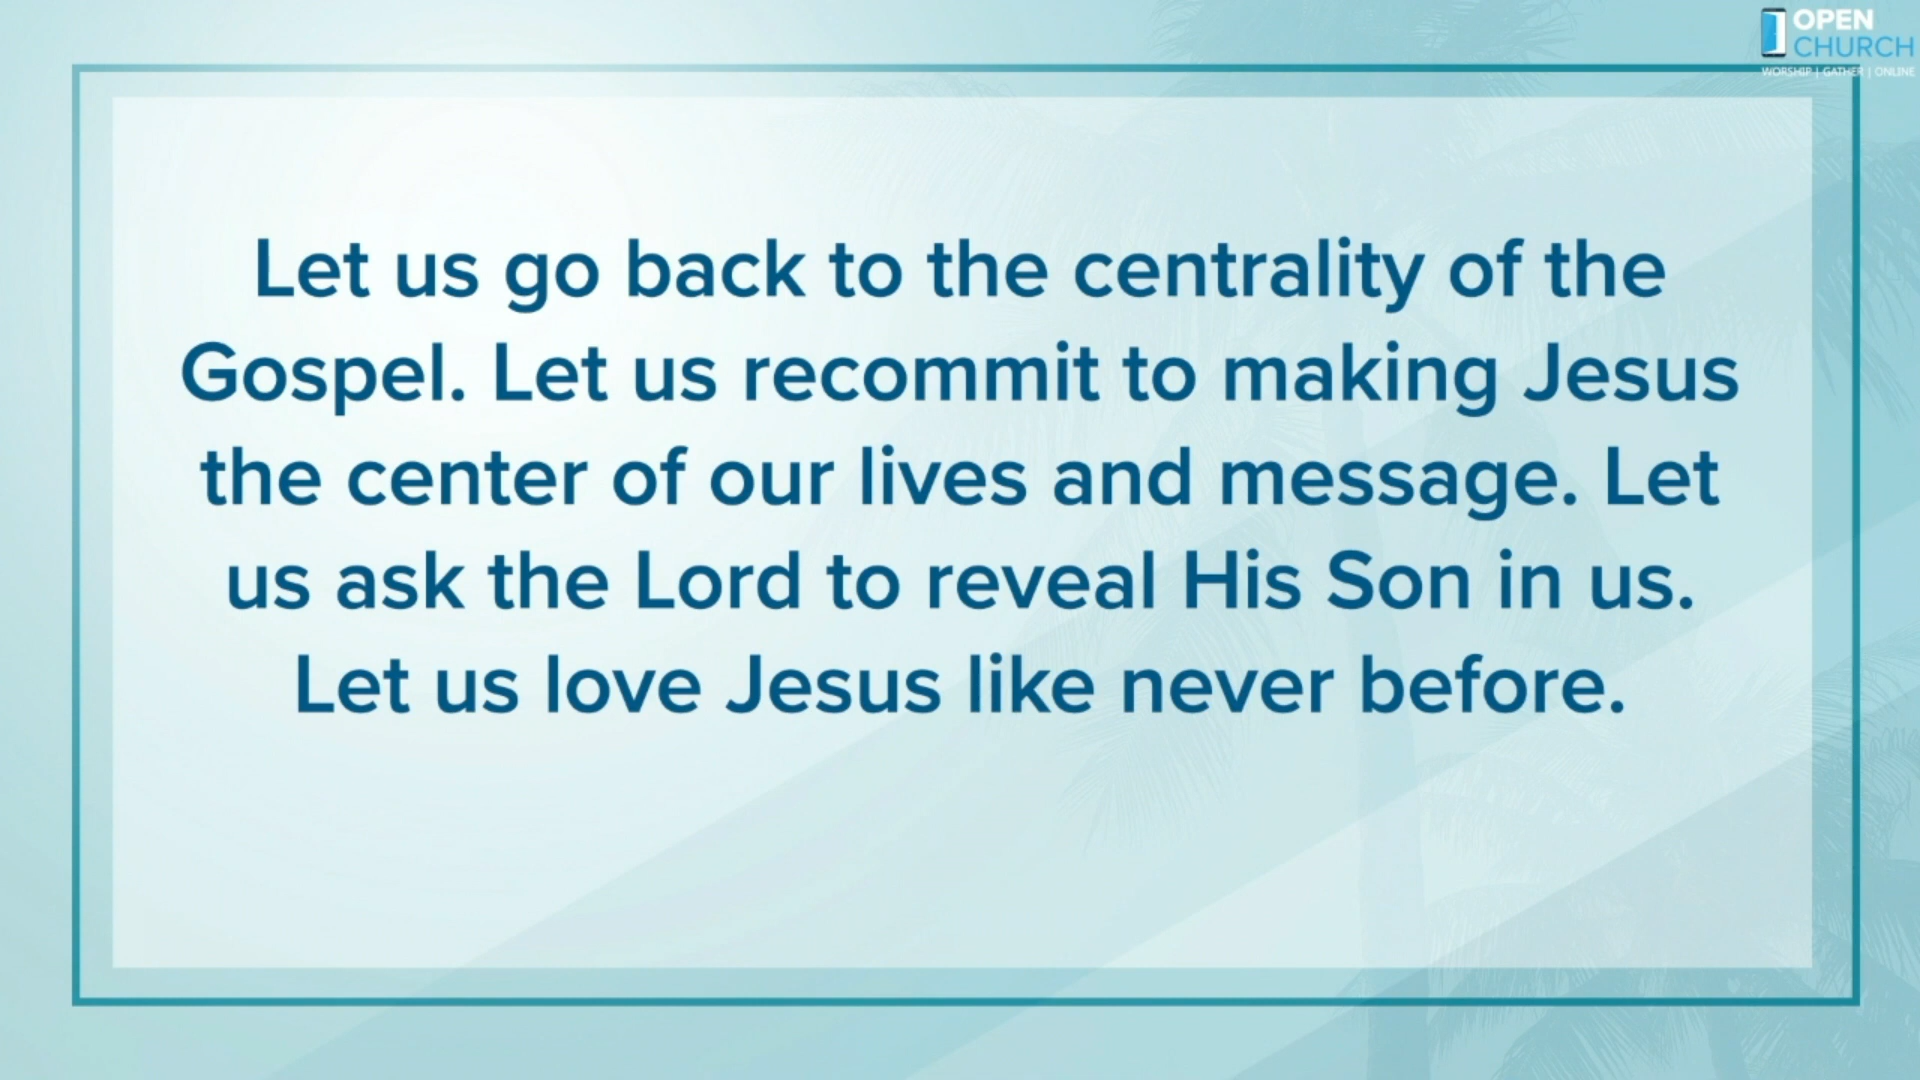 OPEN
CHURCH
WORSHIP | GATHER | ONLINE
Let us go back to the centrality of the
Gospel. Let us recommit to making Jesus
the center of our lives and message. Let
us ask the Lord to reveal His Son in us.
Let us love Jesus like never before.